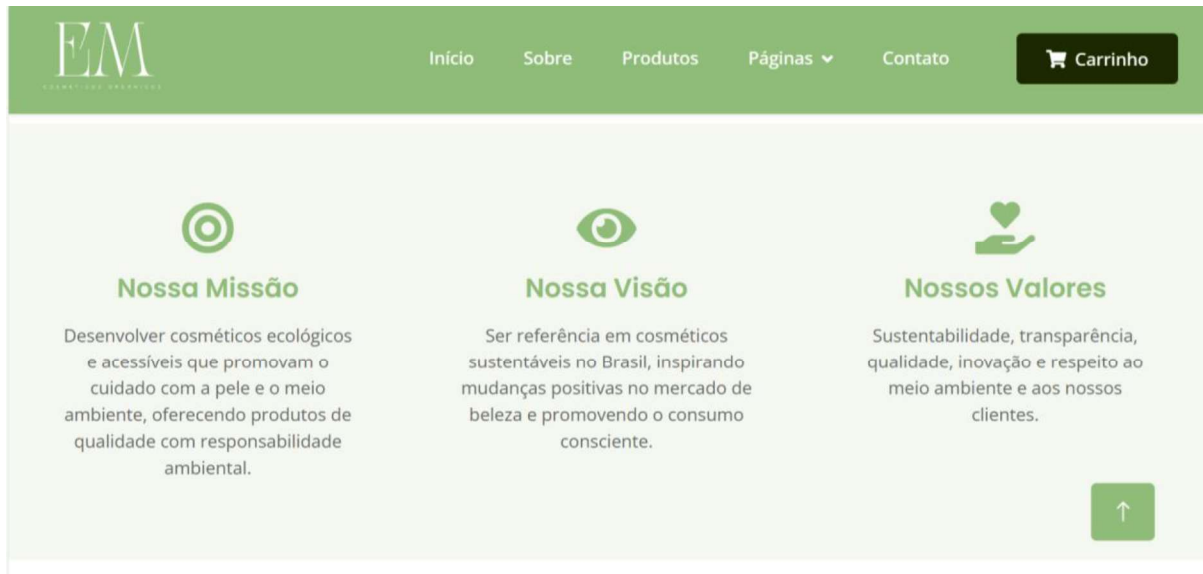 EM
COSMÉTICOS ORGÂNICOS
Início
Sobre
Produtos
Páginas
Contato
Carrinho
Nossa Missão
Desenvolver cosméticos ecológicos
e acessíveis que promovam o
cuidado com a pele e o meio
ambiente, oferecendo produtos de
qualidade com responsabilidade
ambiental.
Nossa Visão
Ser referência em cosméticos
sustentáveis no Brasil, inspirando
mudanças positivas no mercado de
beleza e promovendo o consumo
consciente.
Nossos Valores
Sustentabilidade, transparência,
qualidade, inovação e respeito ao
meio ambiente e aos nossos
clientes.